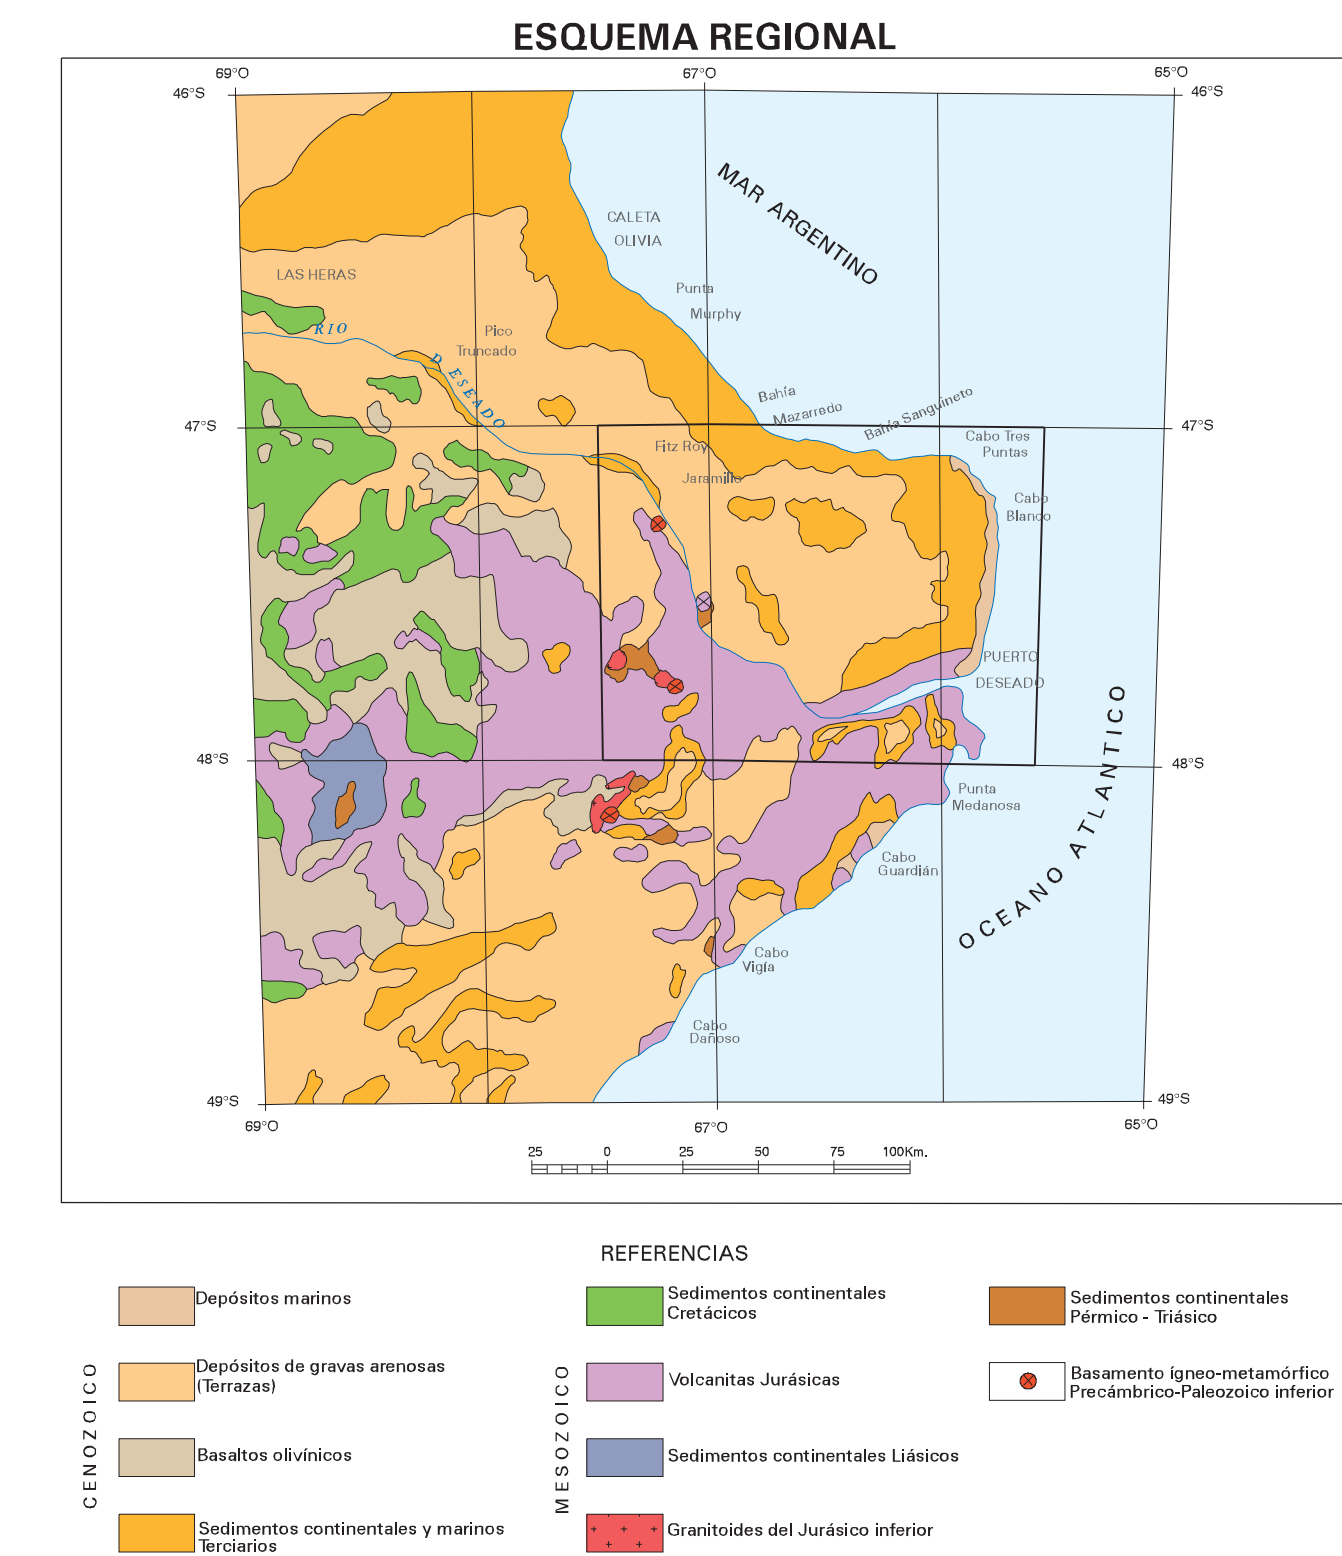 ESQUEMA REGIONAL
69°O
67°O
65°O
46°S
46°S
MAR ARGENTINO
CALETA
OLIVIA
LAS HERAS
Punta
Murphy
RIO
Pico
Truncado
D ESEADO
Bahía
Mazarredo
Bahía Sanguineto
47°S
47°S
Cabo Tres
Puntas
Fitz Roy
Jaramillo
Cabo
Blanco
PUERTO
DESEADO
OCEANO ATLANTICO
48°S
48°S
Punta
Medanosa
Cabo
Guardián
Cabo
Vigía
Cabo
Dañoso
49°S
49°S
69°O
67°O
65°O
25 0 25 50 75 100Km.
REFERENCIAS
CENOZOICO
Depósitos marinos
Depósitos de gravas arenosas
(Terrazas)
Basaltos olivínicos
Sedimentos continentales y marinos
Terciarios
MESOZOICO
Sedimentos continentales
Cretácicos
Volcanitas Jurásicas
Sedimentos continentales Liásicos
Granitoides del Jurásico inferior
Sedimentos continentales
Pérmico - Triásico
Basamento ígneo-metamórfico
Precámbrico-Paleozoico inferior